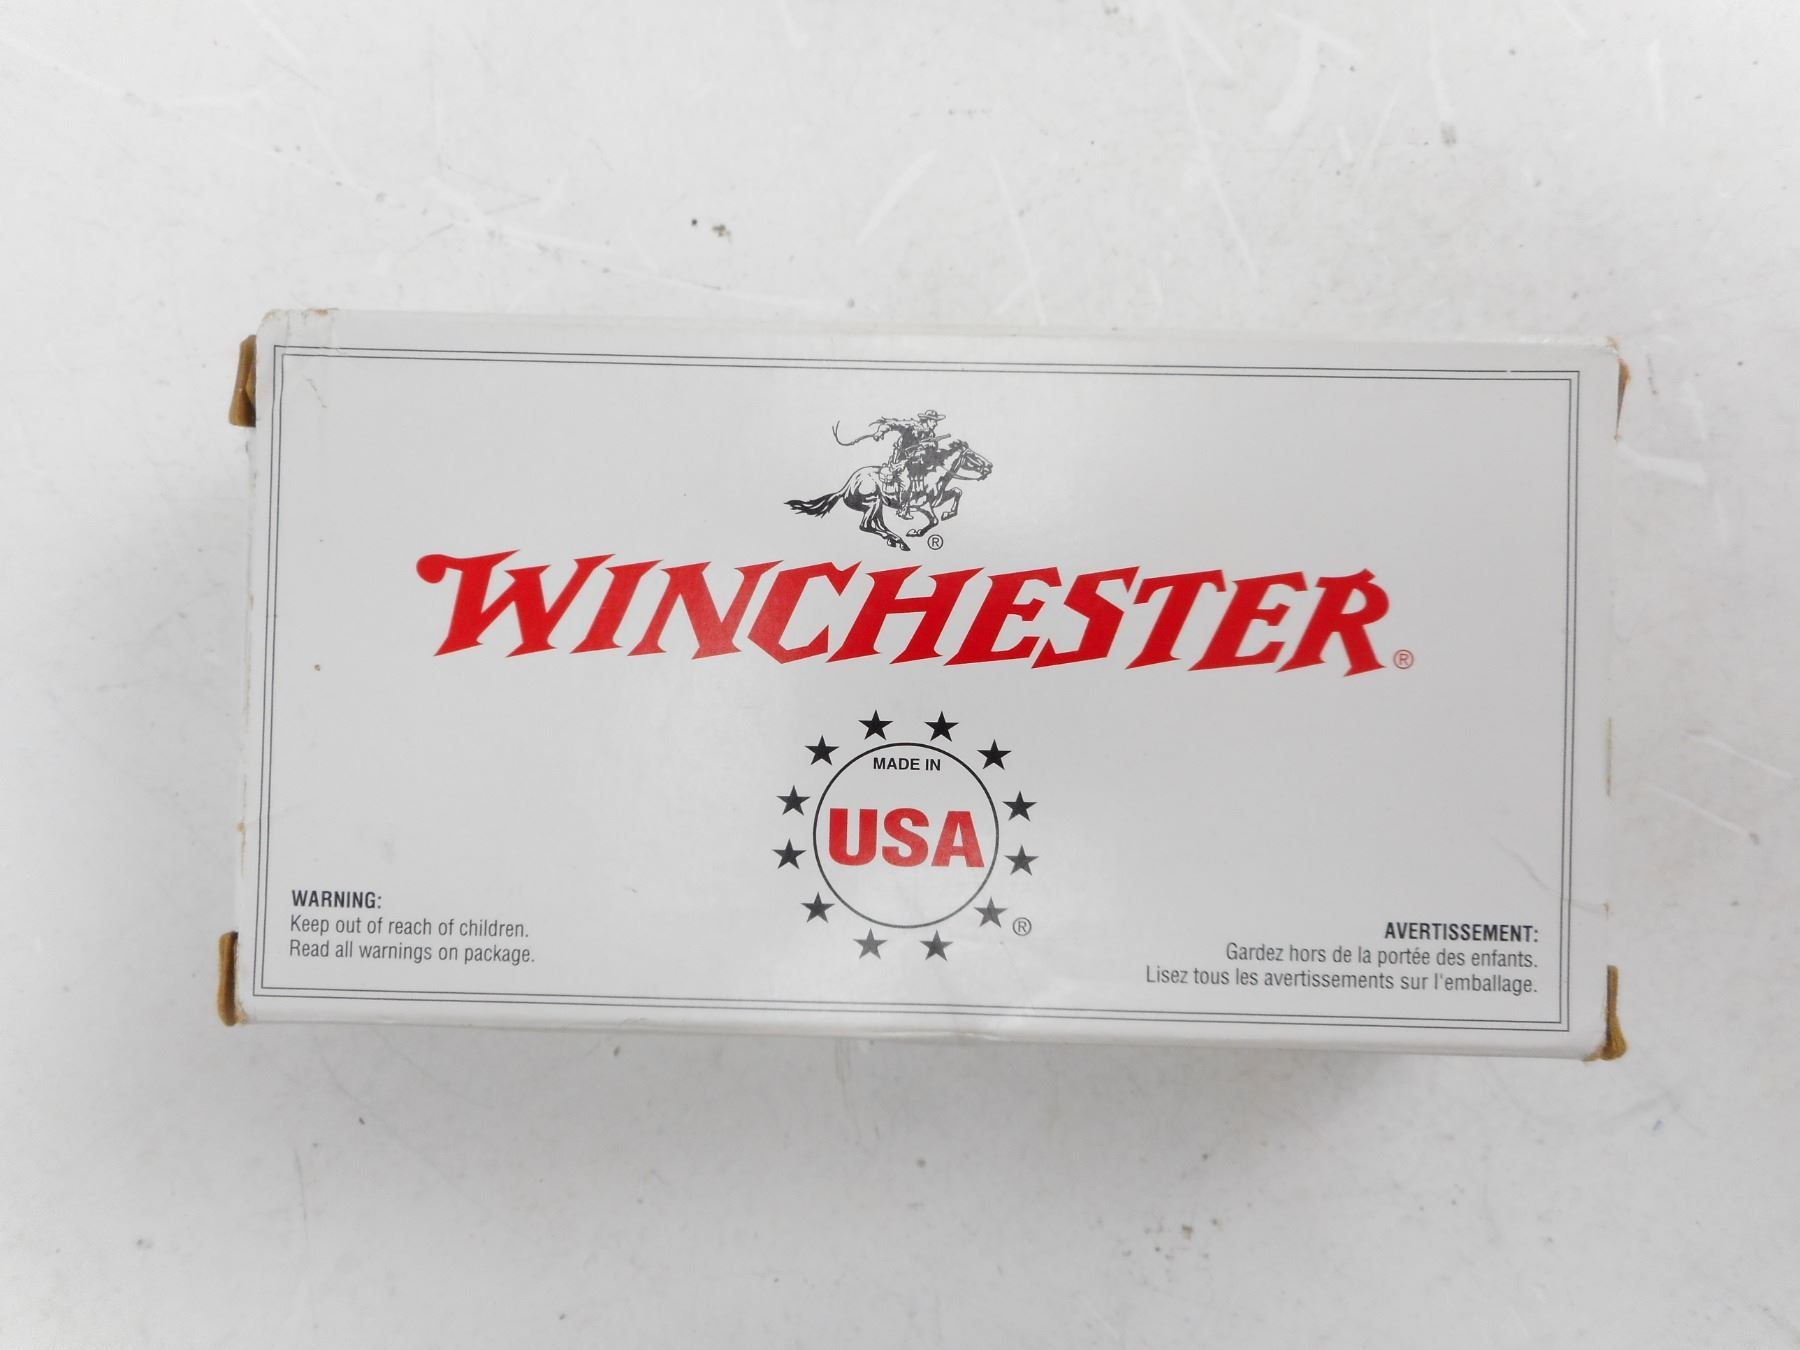 ®
WINCHESTER®
MADE IN
USA
®
WARNING:
Keep out of reach of children.
Read all warnings on package.
AVERTISSEMENT:
Gardez hors de la portée des enfants.
Lisez tous les avertissements sur l'emballage.